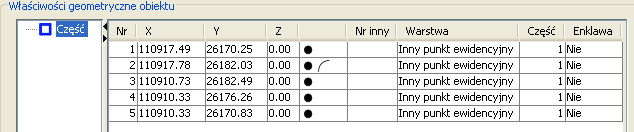 Właściwości geometryczne obiektu
Część
Nr X Y Z Nr inny Warstwa Część Enklawa
1 110917.49 26170.25 0.00 Inny punkt ewidencyjny 1 Nie
2 110917.78 26182.03 0.00 Inny punkt ewidencyjny 1 Nie
3 110910.73 26182.49 0.00 Inny punkt ewidencyjny 1 Nie
4 110910.33 26176.26 0.00 Inny punkt ewidencyjny 1 Nie
5 110910.33 26170.83 0.00 Inny punkt ewidencyjny 1 Nie